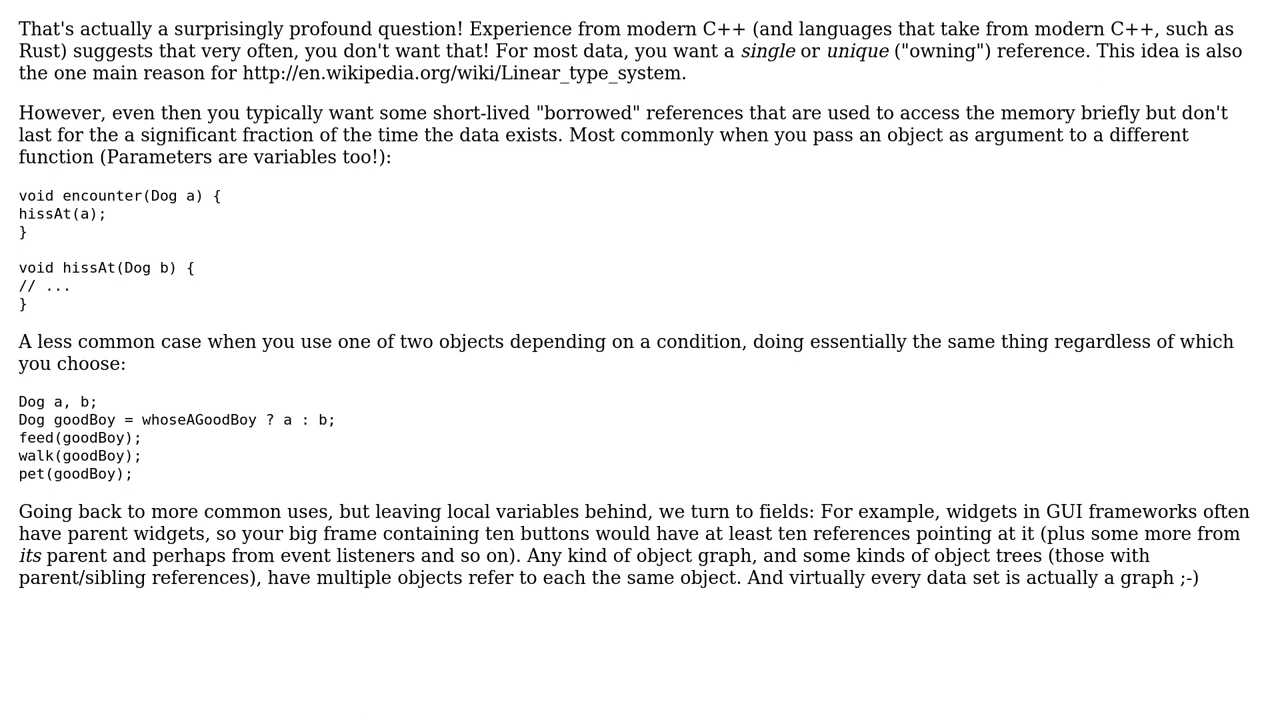 That's actually a surprisingly profound question! Experience from modern C++ (and languages that take from modern C++, such as
Rust) suggests that very often, you don't want that! For most data, you want a single or unique ("owning") reference. This idea is also
the one main reason for http://en.wikipedia.org/wiki/Linear_type_system.
However, even then you typically want some short-lived "borrowed" references that are used to access the memory briefly but don't
last for the a significant fraction of the time the data exists. Most commonly when you pass an object as argument to a different
function (Parameters are variables too!):
void encounter(Dog a) {
hissAt(a);
}
void hissAt(Dog b) {
// ...
}
A less common case when you use one of two objects depending on a condition, doing essentially the same thing regardless of which
you choose:
Dog a, b;
Dog goodBoy = whoseAGoodBoy ? a : b;
feed(goodBoy);
walk(goodBoy);
pet(goodBoy);
Going back to more common uses, but leaving local variables behind, we turn to fields: For example, widgets in GUI frameworks often
have parent widgets, so your big frame containing ten buttons would have at least ten references pointing at it (plus some more from
its parent and perhaps from event listeners and so on). Any kind of object graph, and some kinds of object trees (those with
parent/sibling references), have multiple objects refer to each the same object. And virtually every data set is actually a graph ;-)